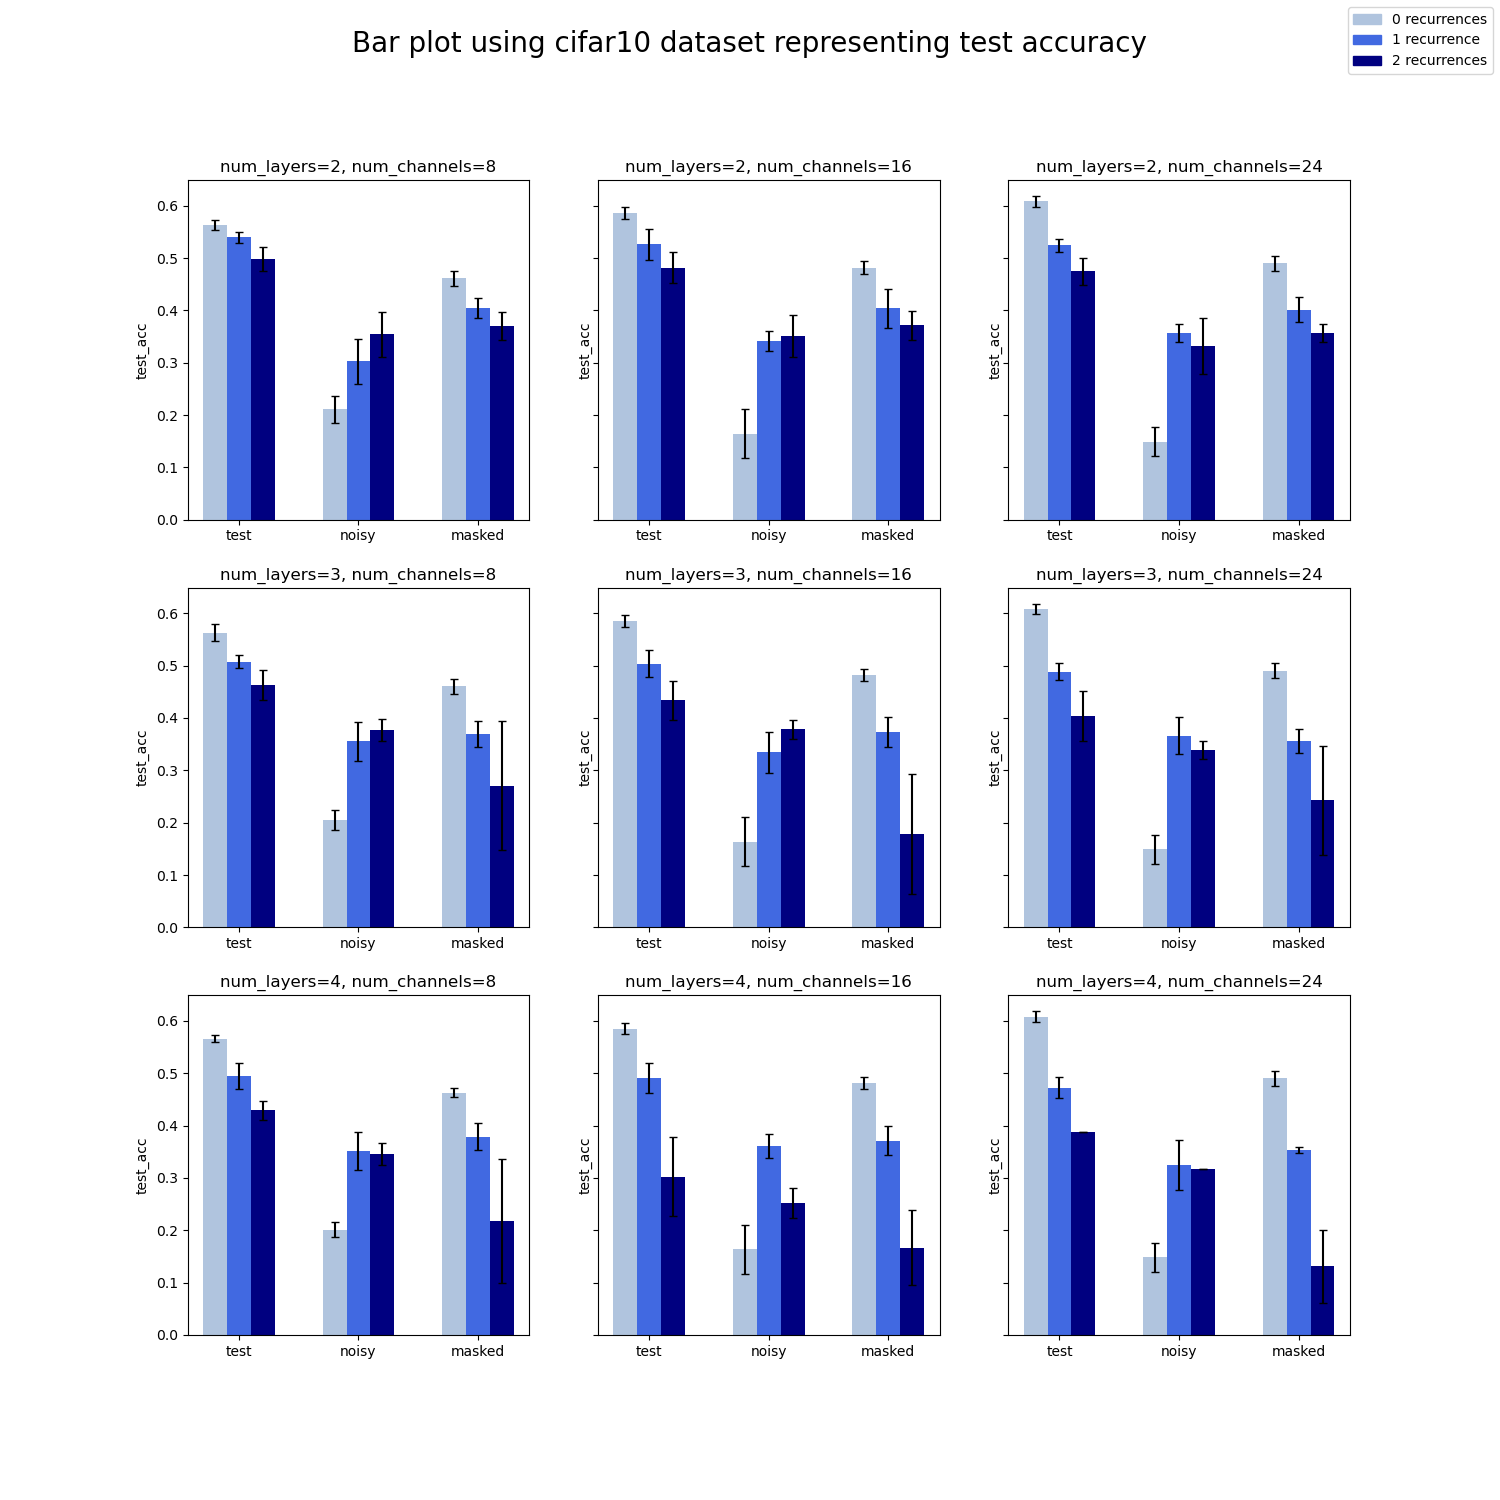 Bar plot using cifar10 dataset representing test accuracy
0 recurrences
1 recurrence
2 recurrences
num_layers=2, num_channels=8
num_layers=2, num_channels=16
num_layers=2, num_channels=24
test_acc
test_acc
test_acc
0.6
0.5
0.4
0.3
0.2
0.1
0.0
test noisy masked
test noisy masked
test noisy masked
num_layers=3, num_channels=8
num_layers=3, num_channels=16
num_layers=3, num_channels=24
test_acc
test_acc
test_acc
0.6
0.5
0.4
0.3
0.2
0.1
0.0
test noisy masked
test noisy masked
test noisy masked
num_layers=4, num_channels=8
num_layers=4, num_channels=16
num_layers=4, num_channels=24
test_acc
test_acc
test_acc
0.6
0.5
0.4
0.3
0.2
0.1
0.0
test noisy masked
test noisy masked
test noisy masked